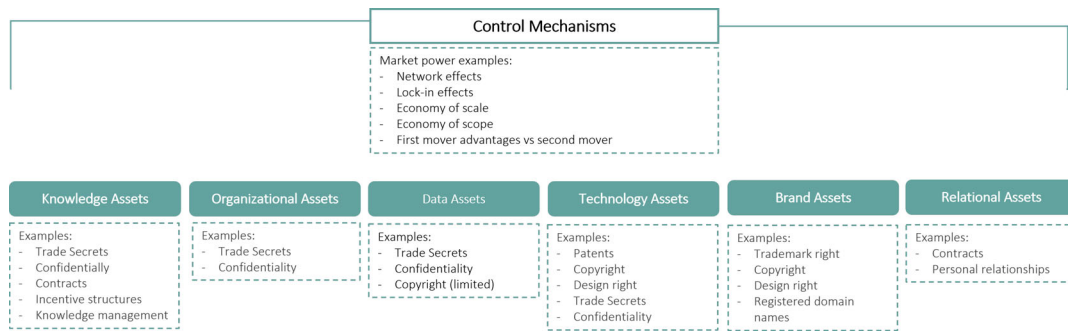 Control Mechanisms
Market power examples:
- Network effects
- Lock-in effects
- Economy of scale
- Economy of scope
- First mover advantages vs second mover
Knowledge Assets
Examples:
- Trade Secrets
- Confidentially
- Contracts
- Incentive structures
- Knowledge management
Organizational Assets
Examples:
- Trade Secrets
- Confidentiality
Data Assets
Examples:
- Trade Secrets
- Confidentiality
- Copyright (limited)
Technology Assets
Examples:
- Patents
- Copyright
- Design right
- Trade Secrets
- Confidentiality
Brand Assets
Examples:
- Trademark right
- Copyright
- Design right
- Registered domain
names
Relational Assets
Examples:
- Contracts
- Personal relationships